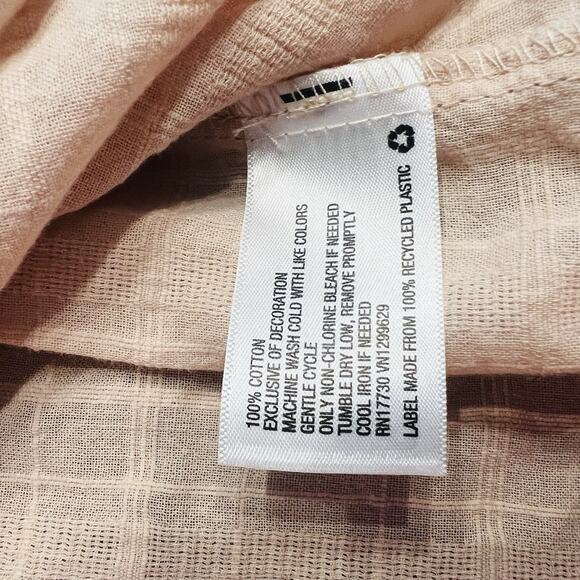 100% COTTON
EXCLUSIVE OF DECORATION
MACHINE WASH COLD WITH LIKE COLORS
GENTLE CYCLE
ONLY NON-CHLORINE BLEACH IF NEEDED
TUMBLE DRY LOW, REMOVE PROMPTLY
COOL IRON IF NEEDED
RN17730 VN1299629
LABEL MADE FROM 100% RECYCLED PLASTIC